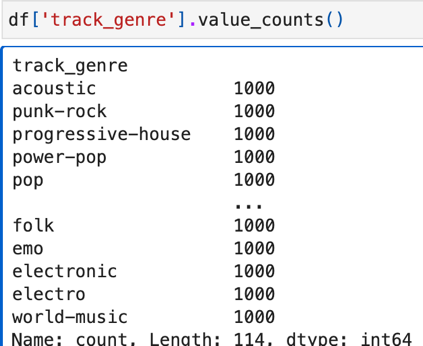 df['track_genre'].value_counts()
track_genre
acoustic 1000
punk-rock 1000
progressive-house 1000
power-pop 1000
pop 1000
...
folk 1000
emo 1000
electronic 1000
electro 1000
world-music 1000
Name: count, Length: 114, dtype: int64